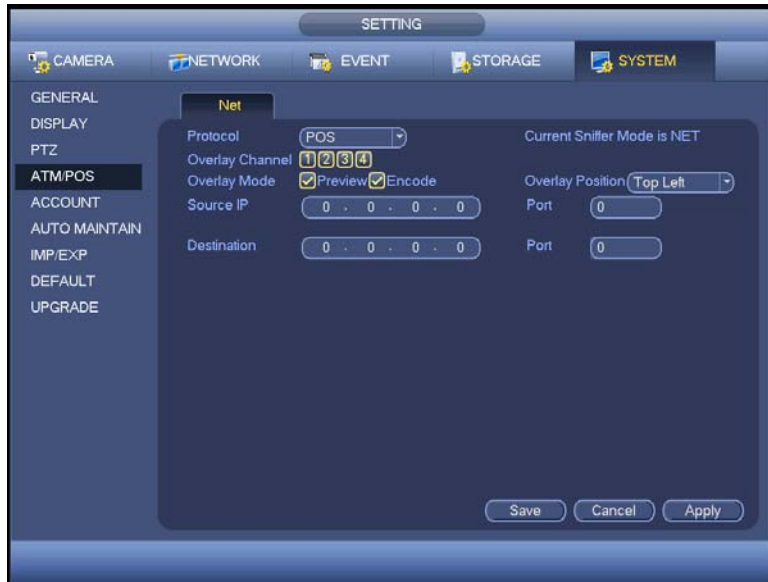 SETTING
CAMERA NETWORK EVENT STORAGE SYSTEM
GENERAL
DISPLAY
PTZ
ATM/POS
ACCOUNT
AUTO MAINTAIN
IMP/EXP
DEFAULT
UPGRADE
Net
Protocol POS Current Sniffer Mode is NET
Overlay Channel 1 2 3 4
Overlay Mode Preview Encode Overlay Position Top Left
Source IP 0 . 0 . 0 . 0 Port 0
Destination 0 . 0 . 0 . 0 Port 0
Save Cancel Apply